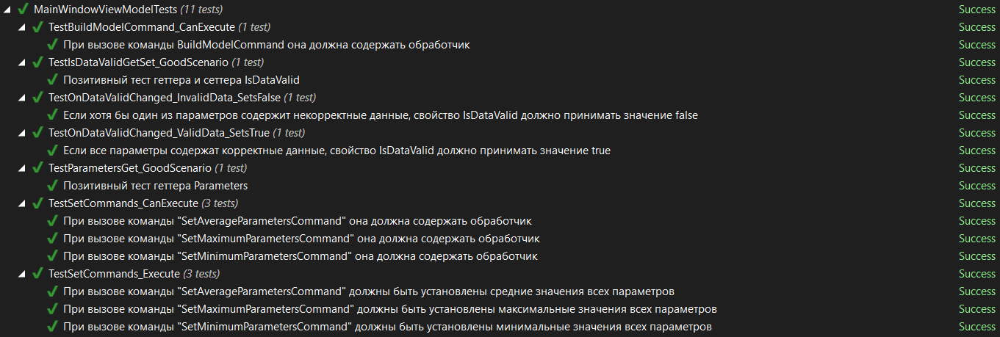 MainWindowViewModelTests (11 tests) Success
TestBuildModelCommand_CanExecute (1 test) Success
При вызове команды BuildModelCommand она должна содержать обработчик Success
TestIsDataValidGetSet_GoodScenario (1 test) Success
Позитивный тест геттера и сеттера IsDataValid Success
TestOnDataValidChanged_InvalidData_SetsFalse (1 test) Success
Если хотя бы один из параметров содержит некорректные данные, свойство IsDataValid должно принимать значение false Success
TestOnDataValidChanged_ValidData_SetsTrue (1 test) Success
Если все параметры содержат корректные данные, свойство IsDataValid должно принимать значение true Success
TestParametersGet_GoodScenario (1 test) Success
Позитивный тест геттера Parameters Success
TestSetCommands_CanExecute (3 tests) Success
При вызове команды "SetAverageParametersCommand" она должна содержать обработчик Success
При вызове команды "SetMaximumParametersCommand" она должна содержать обработчик Success
При вызове команды "SetMinimumParametersCommand" она должна содержать обработчик Success
TestSetCommands_Execute (3 tests) Success
При вызове команды "SetAverageParametersCommand" должны быть установлены средние значения всех параметров Success
При вызове команды "SetMaximumParametersCommand" должны быть установлены максимальные значения всех параметров Success
При вызове команды "SetMinimumParametersCommand" должны быть установлены минимальные значения всех параметров Success